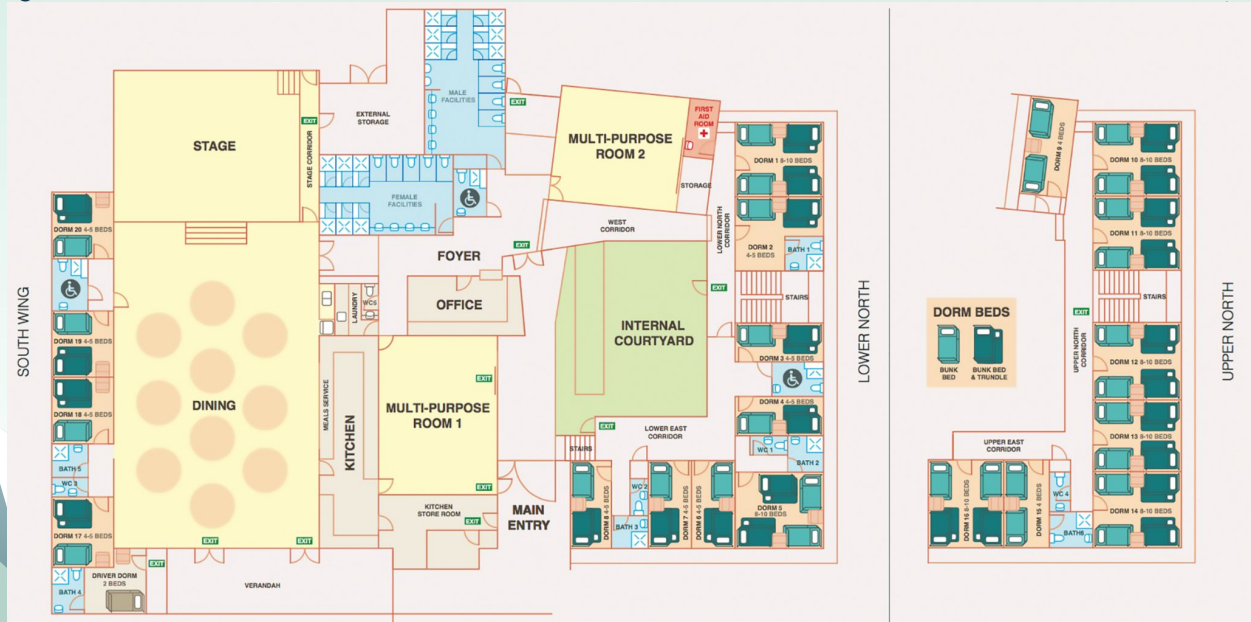 SOUTH WING
STAGE
EXIT
STAGE CORRIDOR
EXTERNAL
STORAGE
MALE
FACILITIES
EXIT
FEMALE
FACILITIES
MULTI-PURPOSE
ROOM 2
FIRST
AID
ROOM
STORAGE
WEST
CORRIDOR
EXIT
FOYER
OFFICE
LAUNDRY
WC5
DORM 20 4-5 BEDS
DORM 19 4-5 BEDS
DORM 18 4-5 BEDS
BATH 5
WC 3
DORM 17 4-5 BEDS
BATH 4
DRIVER DORM
2 BEDS
EXIT
DINING
EXIT
EXIT
VERANDAH
MEALS SERVICE
KITCHEN
MULTI-PURPOSE
ROOM 1
EXIT
EXIT
KITCHEN
STORE ROOM
EXIT
MAIN
ENTRY
INTERNAL
COURTYARD
EXIT
EXIT
LOWER NORTH
CORRIDOR
DORM 1 8-10 BEDS
DORM 2
4-5 BEDS
BATH 1
STAIRS
DORM 3 4-5 BEDS
DORM 4 4-5 BEDS
WC 1
BATH 2
LOWER EAST
CORRIDOR
STAIRS
DORM 8 4-5 BEDS
WC 2
BATH 3
DORM 7 4-5 BEDS
DORM 6 4-5 BEDS
DORM 5
8-10 BEDS
LOWER NORTH
DORM 9 4 BEDS
DORM 10 8-10 BEDS
DORM 11 8-10 BEDS
STAIRS
EXIT
UPPER NORTH
CORRIDOR
DORM BEDS
BUNK
BED
BUNK BED
& TRUNDLE
DORM 12 8-10 BEDS
DORM 13 8-10 BEDS
DORM 14 8-10 BEDS
UPPER EAST
CORRIDOR
DORM 16 8-10 BEDS
DORM 15 4 BEDS
WC 4
BATH6
UPPER NORTH